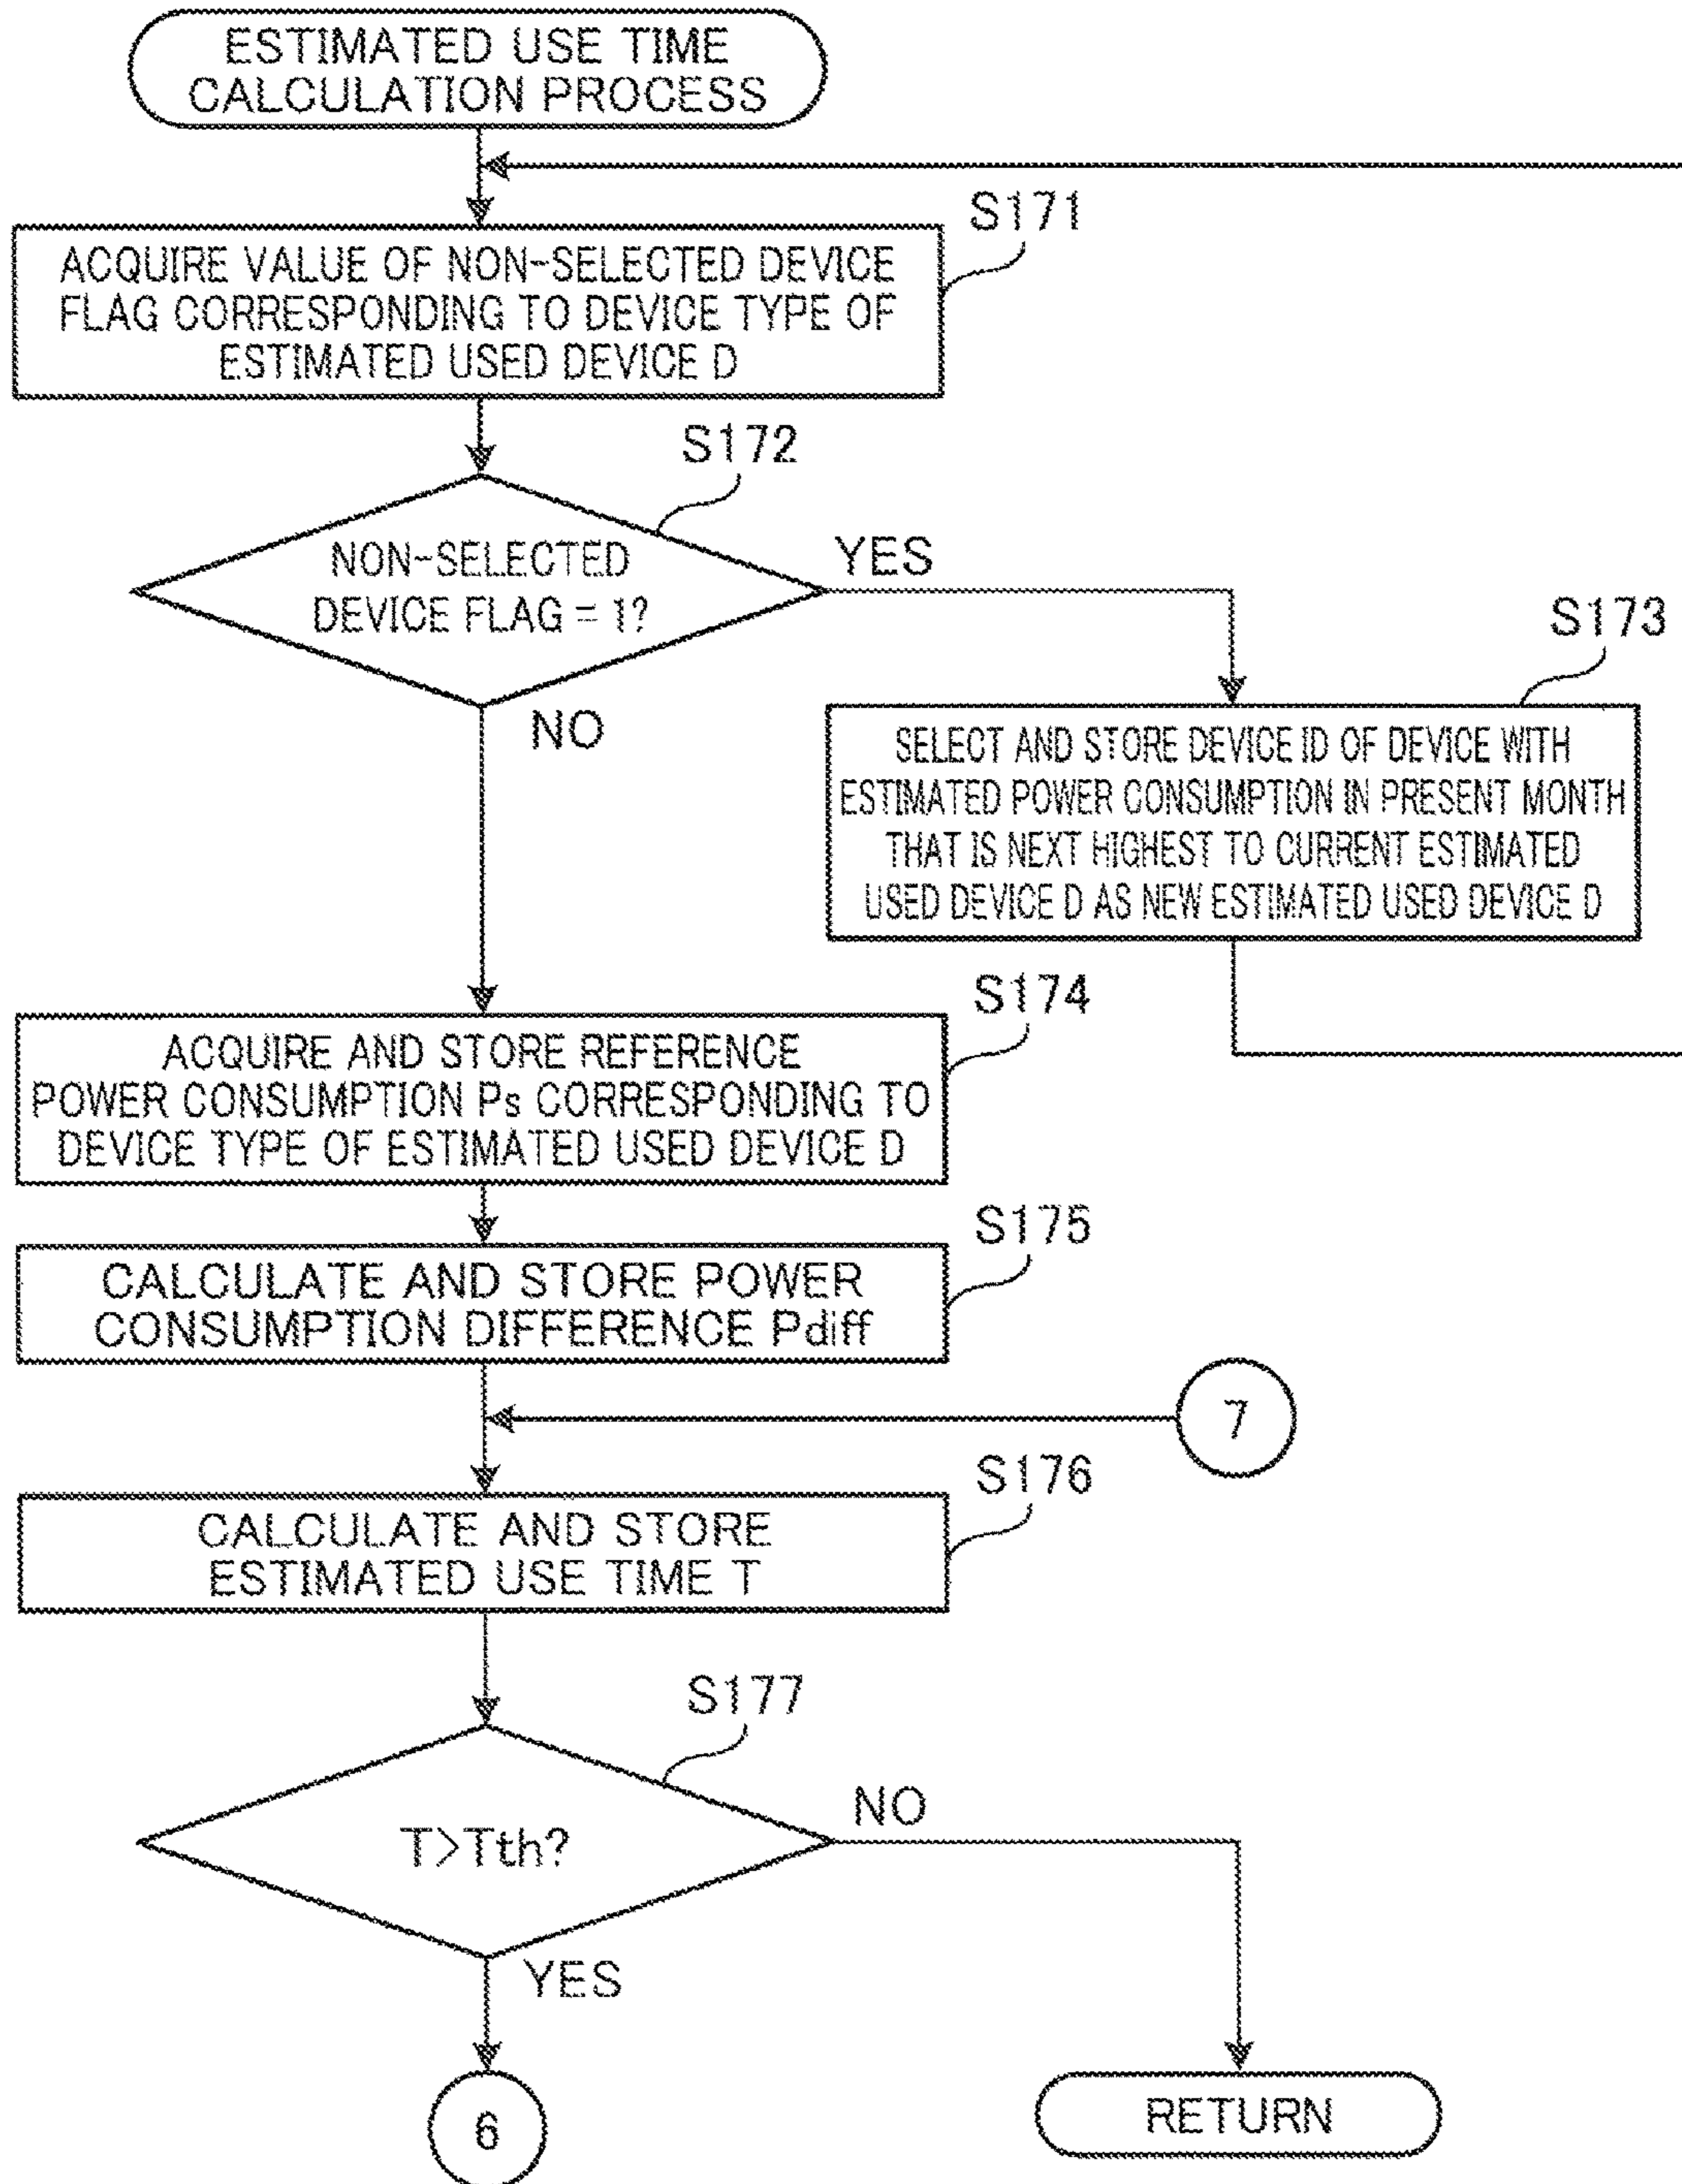 ESTIMATED USE TIME
CALCULATION PROCESS
S171
ACQUIRE VALUE OF NON-SELECTED DEVICE
FLAG CORRESPONDING TO DEVICE TYPE OF
ESTIMATED USED DEVICE D
S172
NON-SELECTED
DEVICE FLAG = 1?
YES
NO
S173
SELECT AND STORE DEVICE ID OF DEVICE WITH
ESTIMATED POWER CONSUMPTION IN PRESENT MONTH
THAT IS NEXT HIGHEST TO CURRENT ESTIMATED
USED DEVICE D AS NEW ESTIMATED USED DEVICE D
S174
ACQUIRE AND STORE REFERENCE
POWER CONSUMPTION Ps CORRESPONDING TO
DEVICE TYPE OF ESTIMATED USED DEVICE D
S175
CALCULATE AND STORE POWER
CONSUMPTION DIFFERENCE Pdiff
7
S176
CALCULATE AND STORE
ESTIMATED USE TIME T
S177
T>Tth?
NO
YES
6
RETURN